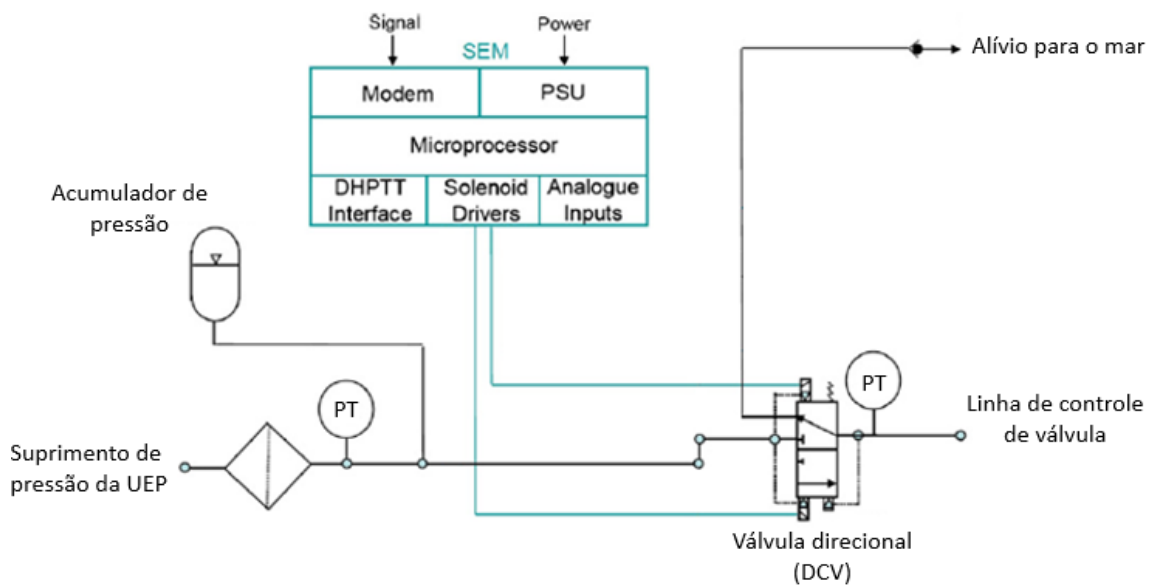 Signal
Power
SEM
Alívio para o mar
Modem
PSU
Microprocessor
DHPTT
Interface
Solenoid
Drivers
Analogue
Inputs
Acumulador de
pressão
PT
PT
Suprimento de
pressão da UEP
Linha de controle
de válvula
Válvula direcional
(DCV)